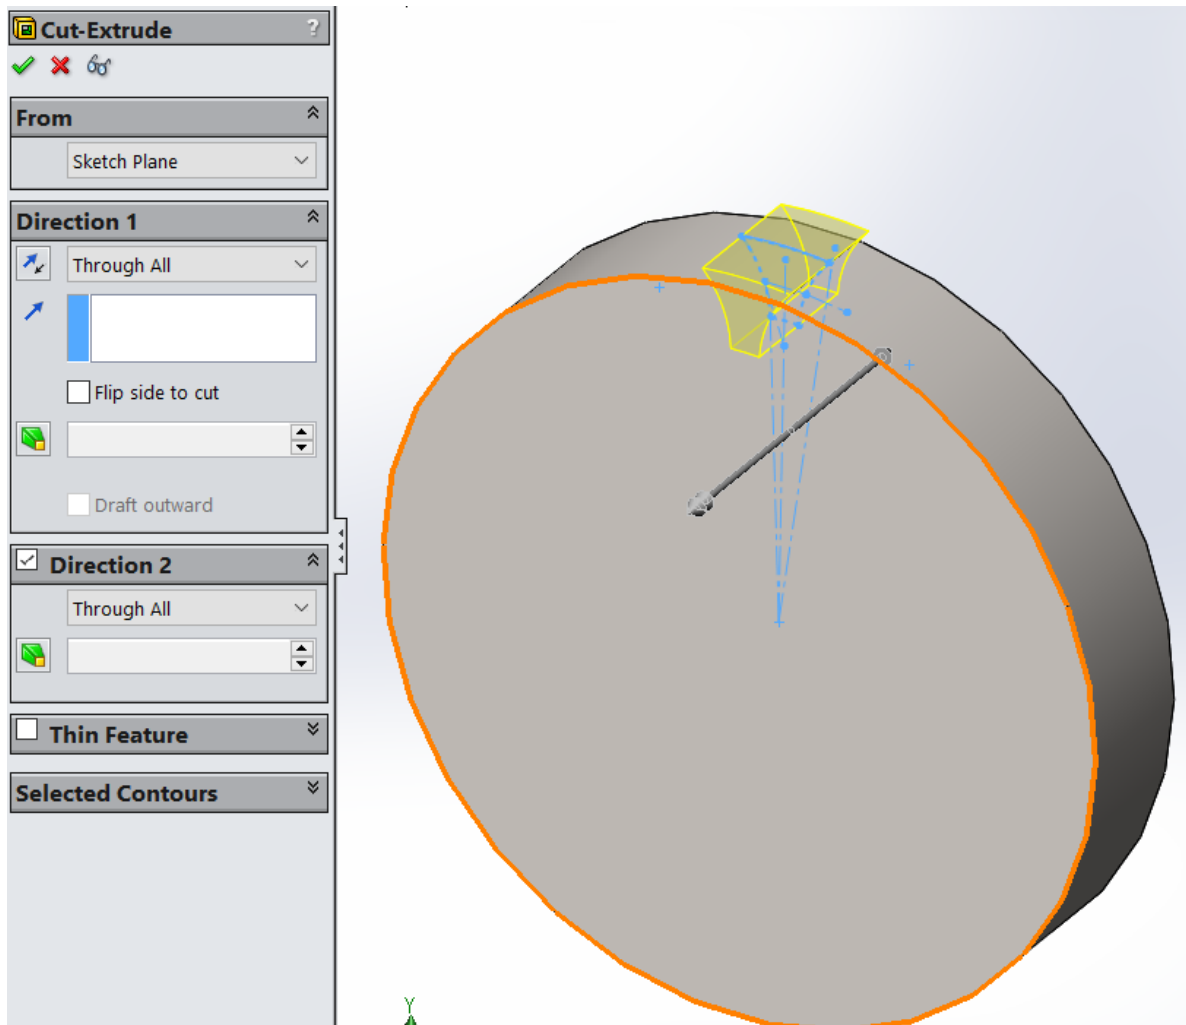 Cut-Extrude ?
From
Sketch Plane
Direction 1
Through All
Flip side to cut
Draft outward
Direction 2
Through All
Thin Feature
Selected Contours
Y